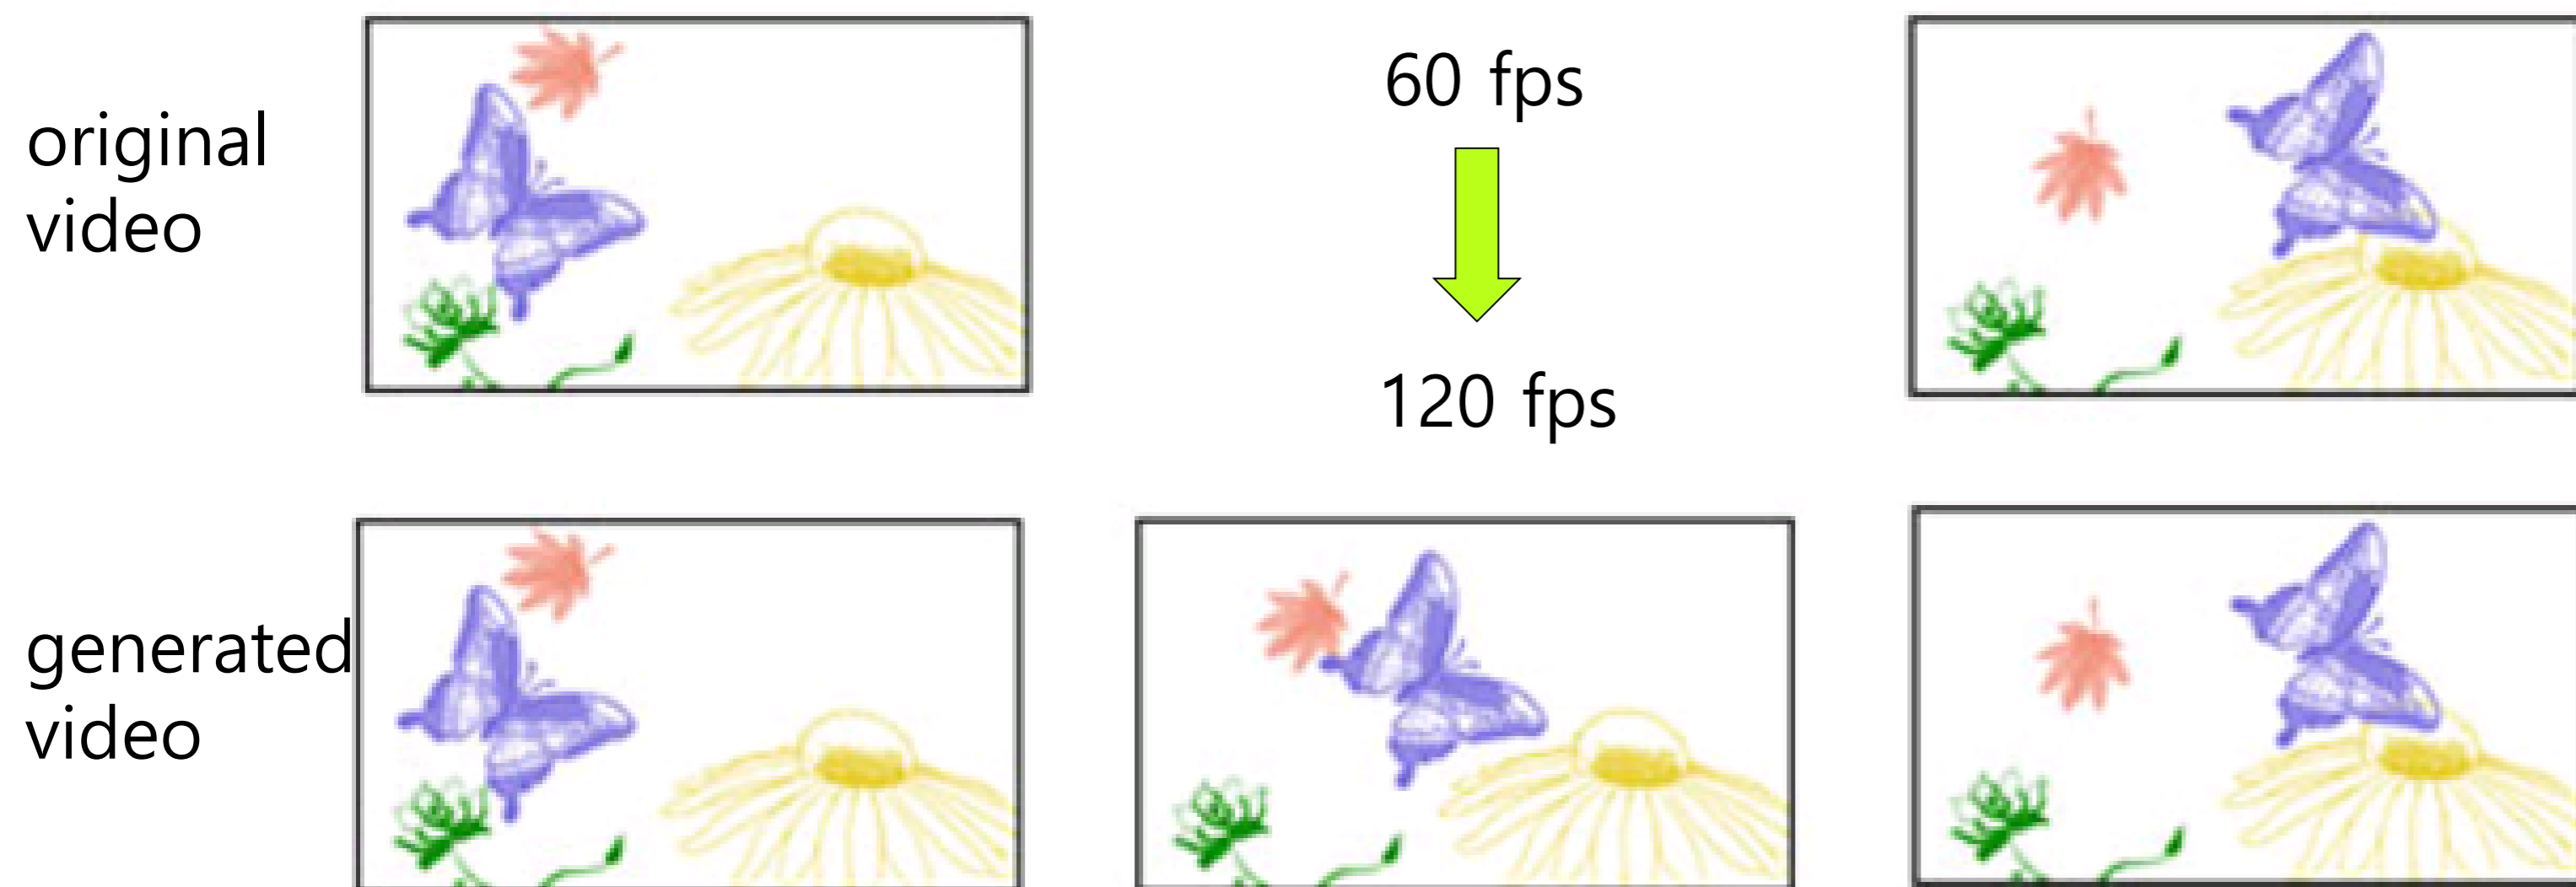 original
video
60 fps
120 fps
generated
video